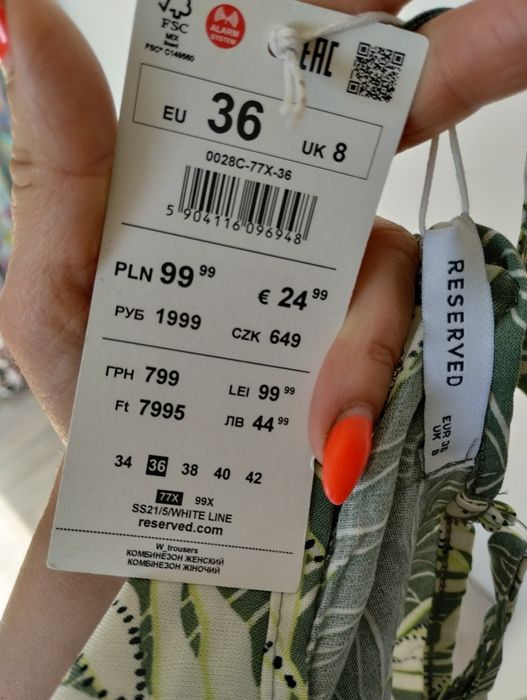 FSC
MIX
FSC® C149560
ALARM
SYSTEM
EAC
EU 36 UK 8
0028C-77X-36
5 904116 096948
PLN 99 99
€ 24 99
РУБ 1999
CZK 649
ГРН 799
LEI 99 99
Ft 7995
ЛВ 44 99
34 36 38 40 42
77X 99X
SS21/5/WHITE LINE
reserved.com
W_trousers
КОМБИНЕЗОН ЖЕНСКИЙ
КОМБІНЕЗОН ЖІНОЧИЙ
RESERVED
EUR 36
UK 8